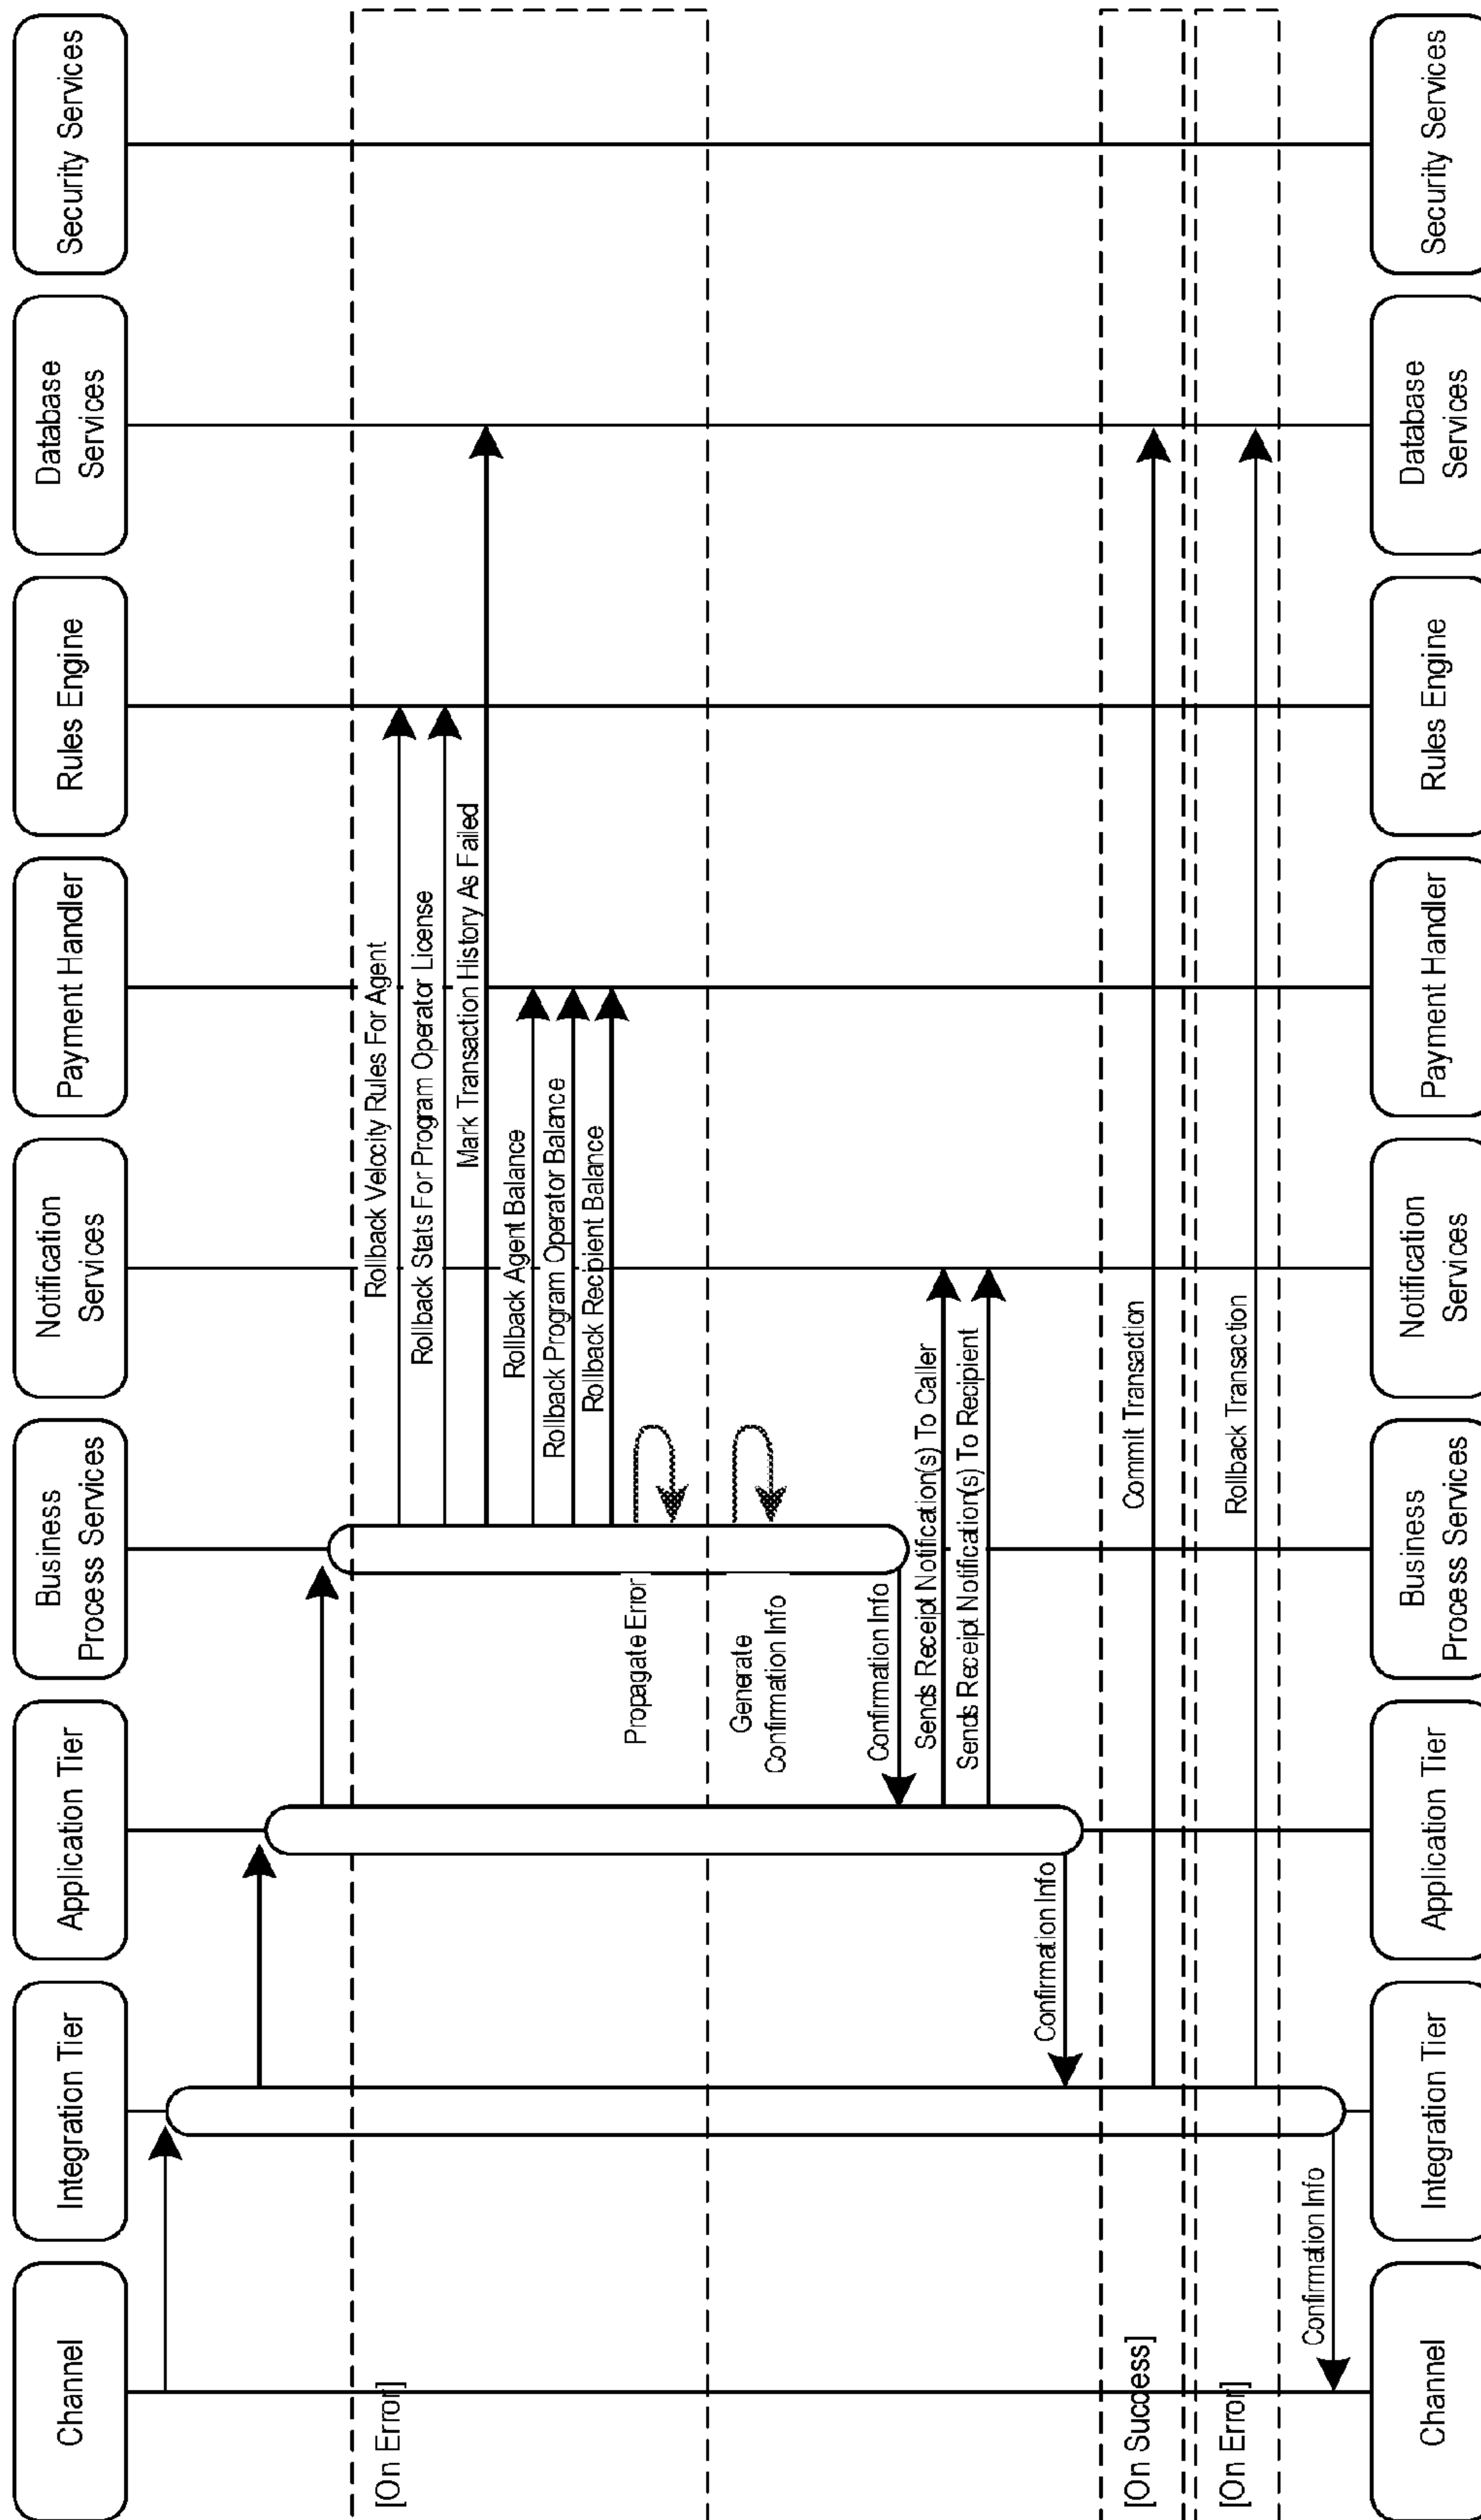 Channel
Integration Tier
Application Tier
Business
Process Services
Notification
Services
Payment Handler
Rules Engine
Database
Services
Security Services
[On Error]
Rollback Velocity Rules For Agent
Rollback Stats For Program Operator License
Mark Transaction History As Failed
Rollback Agent Balance
Rollback Program Operator Balance
Rollback Recipient Balance
Propagate Error
Generate
Confirmation Info
Confirmation Info
Sends Receipt Notification(s) To Caller
Sends Receipt Notification(s) To Recipient
Confirmation Info
[On Success]
Commit Transaction
[On Error]
Rollback Transaction
Confirmation Info
Channel
Integration Tier
Application Tier
Business
Process Services
Notification
Services
Payment Handler
Rules Engine
Database
Services
Security Services